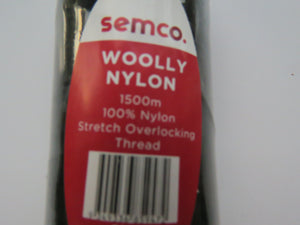 semco.
WOOLLY
NYLON
1500m
100% Nylon
Stretch Overlocking
Thread